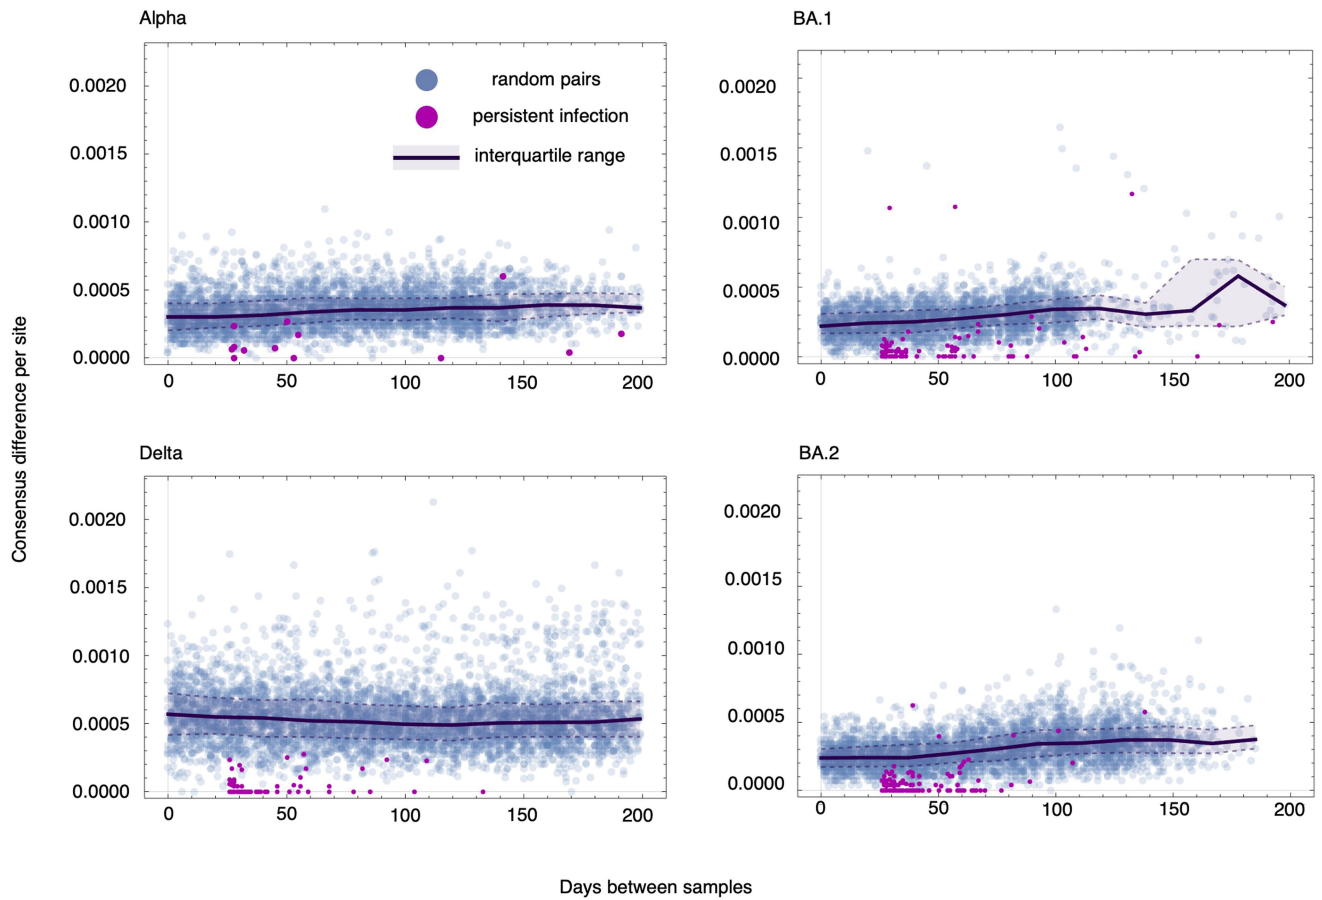 Alpha
0.0020
0.0015
0.0010
0.0005
0.0000
0 50 100 150 200
random pairs
persistent infection
interquartile range
BA.1
0.0020
0.0015
0.0010
0.0005
0.0000
0 50 100 150 200
Consensus difference per site
Delta
0.0020
0.0015
0.0010
0.0005
0.0000
0 50 100 150 200
BA.2
0.0020
0.0015
0.0010
0.0005
0.0000
0 50 100 150 200
Days between samples